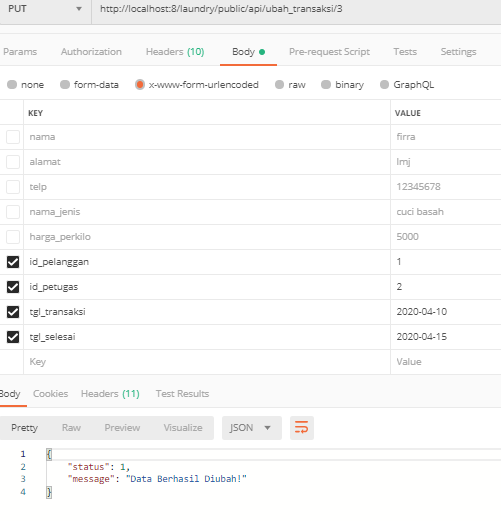 PUT http://localhost:8/laundry/public/api/ubah_transaksi/3
Params Authorization Headers (10) Body Pre-request Script Tests Settings
none form-data x-www-form-urlencoded raw binary GraphQL
KEY VALUE
nama firra
alamat lmj
telp 12345678
nama_jenis cuci basah
harga_perkilo 5000
id_pelanggan 1
id_petugas 2
tgl_transaksi 2020-04-10
tgl_selesai 2020-04-15
Key Value
Body Cookies Headers (11) Test Results
Pretty Raw Preview Visualize JSON
1 {
2 "status": 1,
3 "message": "Data Berhasil Diubah!"
4 }